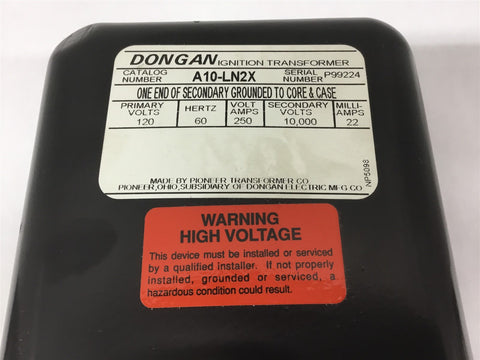 DONGAN IGNITION TRANSFORMER
CATALOG NUMBER A10-LN2X SERIAL NUMBER P99224
ONE END OF SECONDARY GROUNDED TO CORE & CASE
PRIMARY VOLTS HERTZ VOLT AMPS SECONDARY VOLTS MILLI-AMPS
120 60 250 10,000 22
MADE BY PIONEER TRANSFORMER CO
PIONEER, OHIO, SUBSIDIARY OF DONGAN ELECTRIC MFG CO
NP5098
WARNING
HIGH VOLTAGE
This device must be installed or serviced
by a qualified installer. If not properly
installed, grounded or serviced, a
hazardous condition could result.